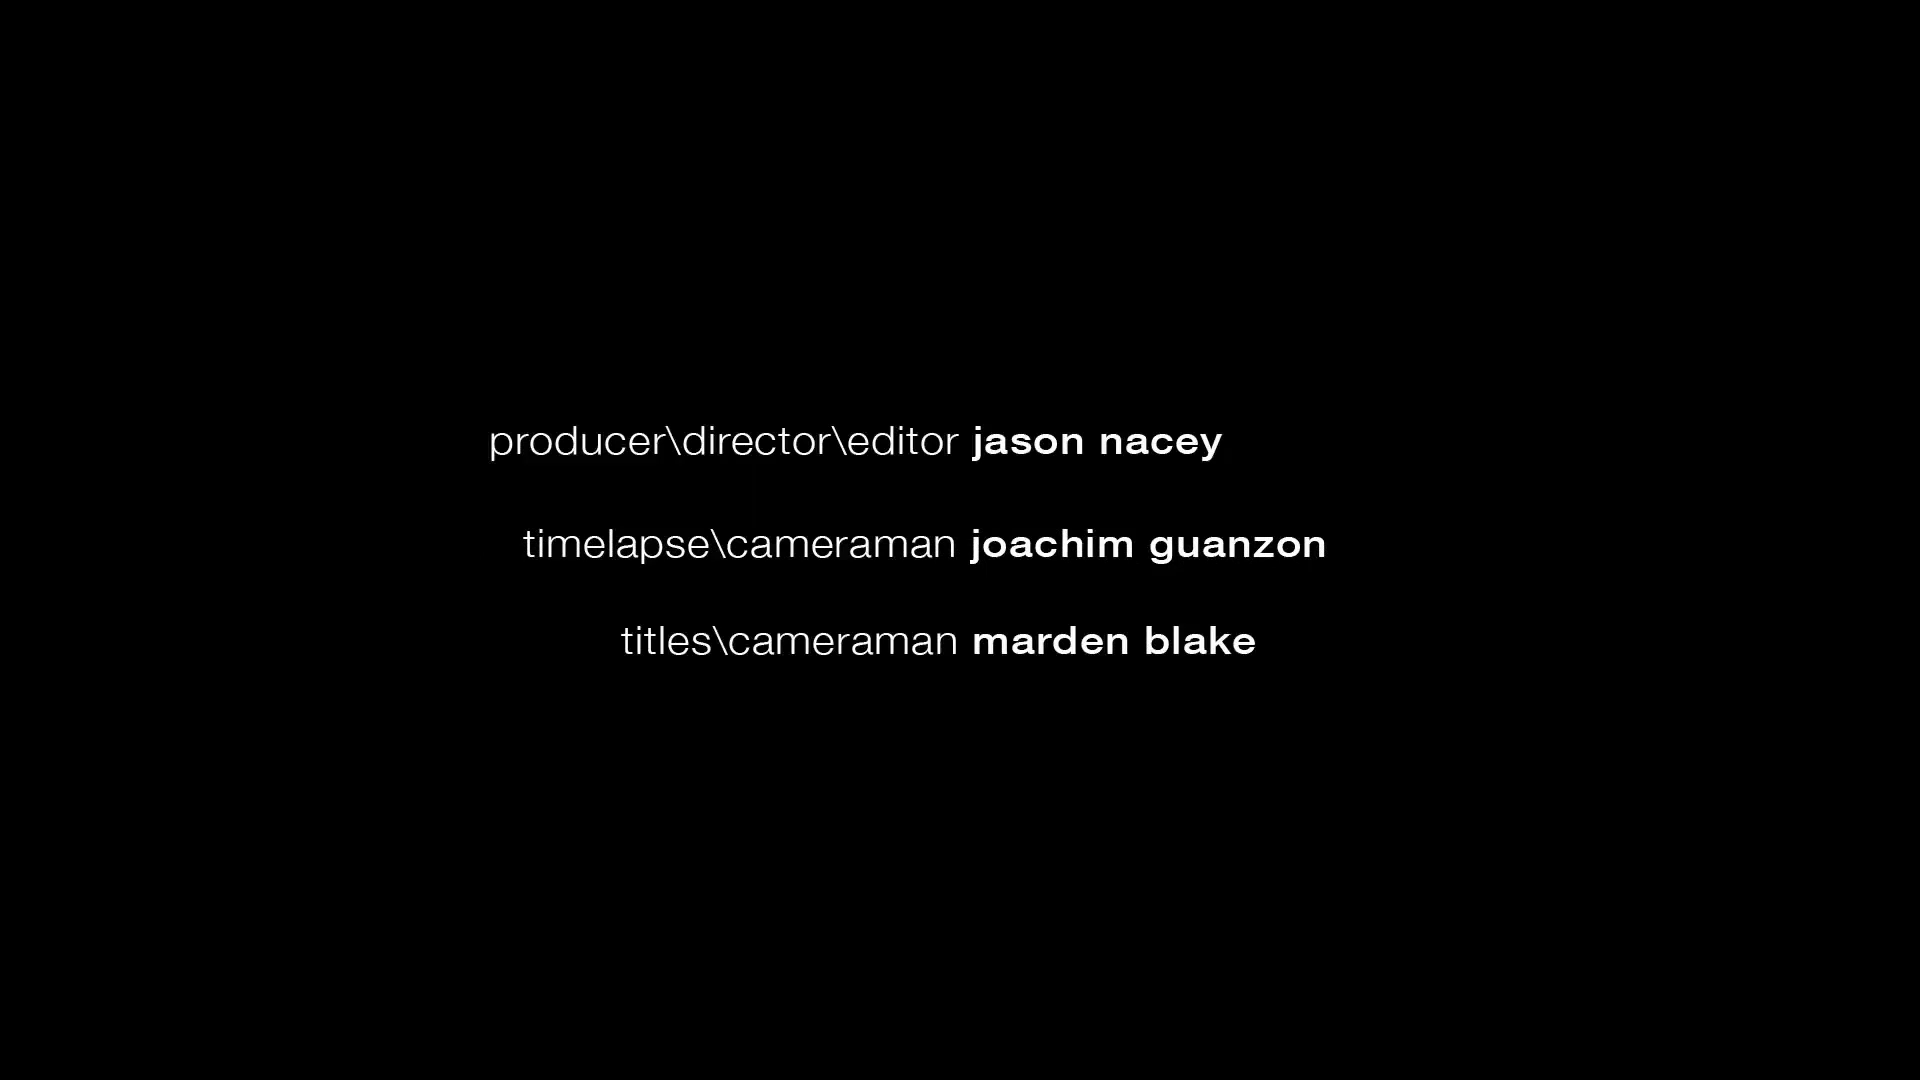 producer\director\editor jason nacey
timelapse\cameraman joachim guanzon
titles\cameraman marden blake